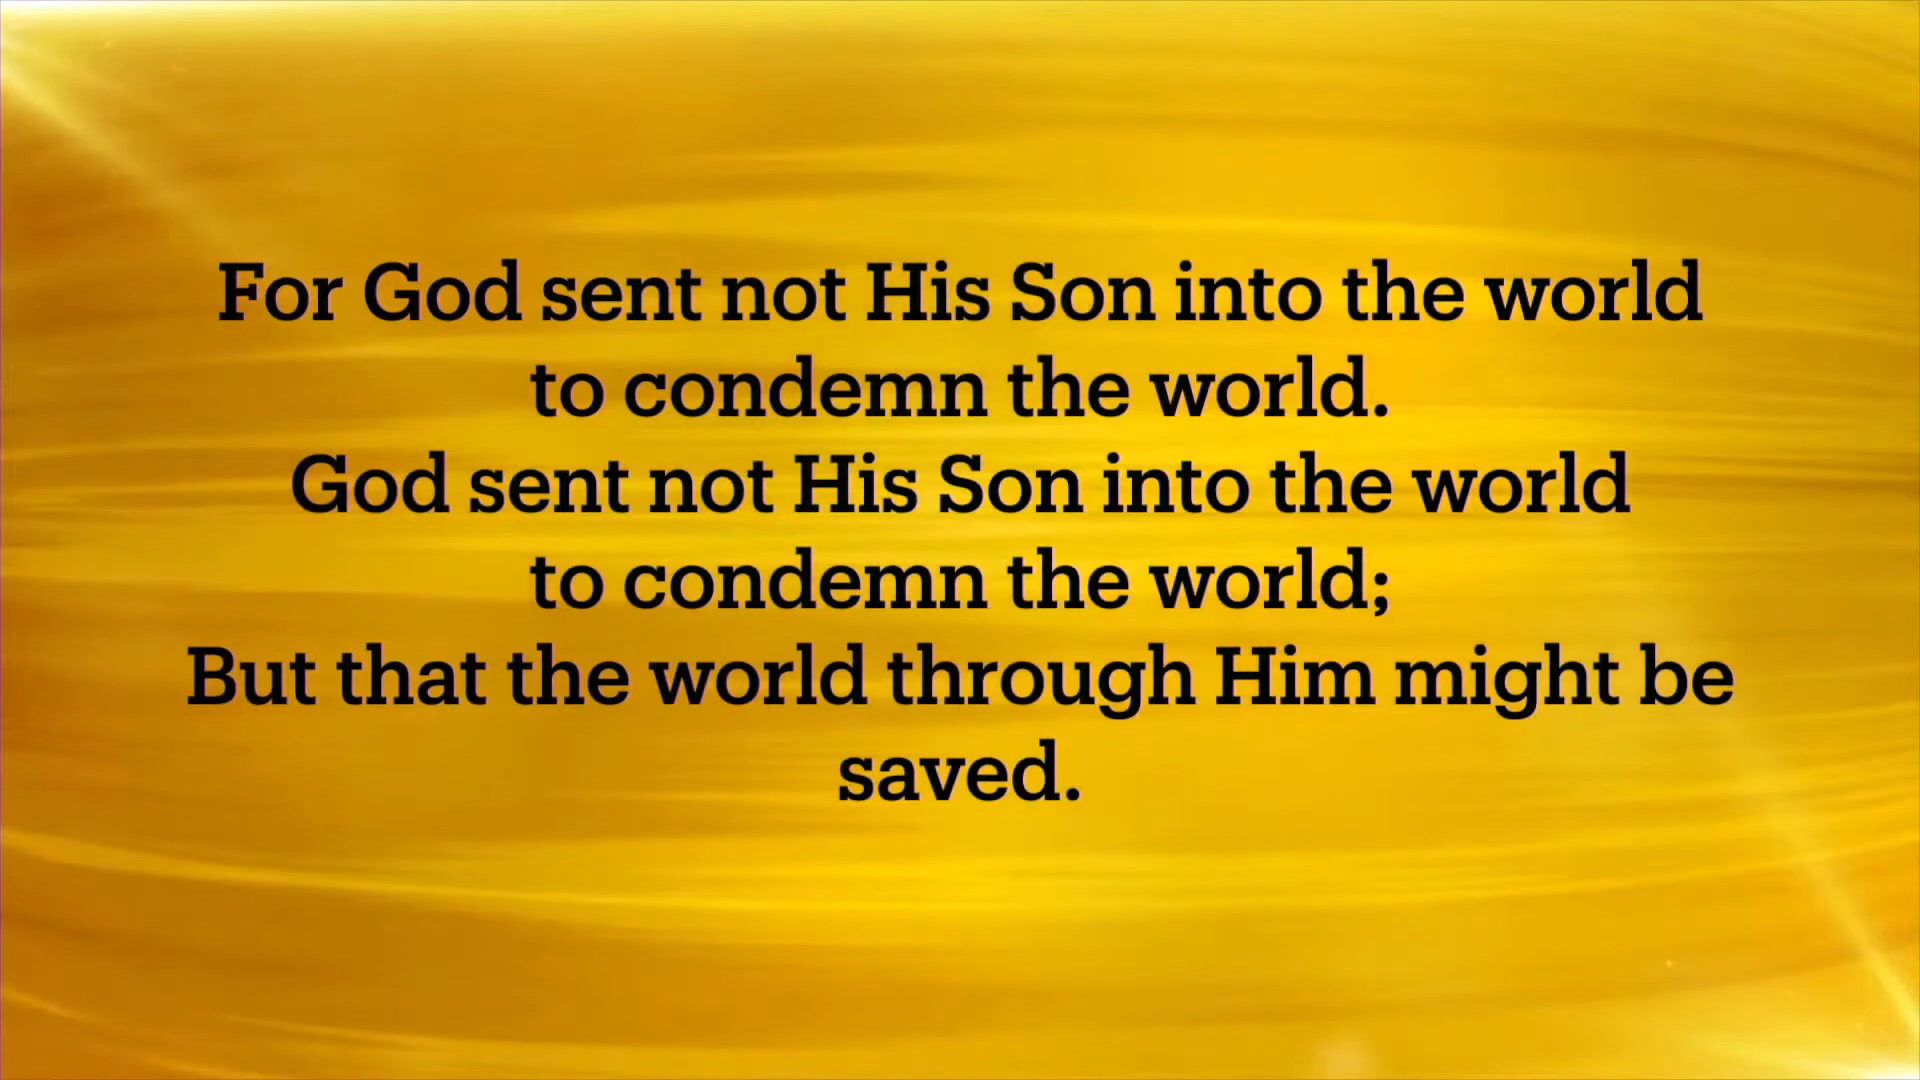 For God sent not His Son into the world
to condemn the world.
God sent not His Son into the world
to condemn the world;
But that the world through Him might be
saved.